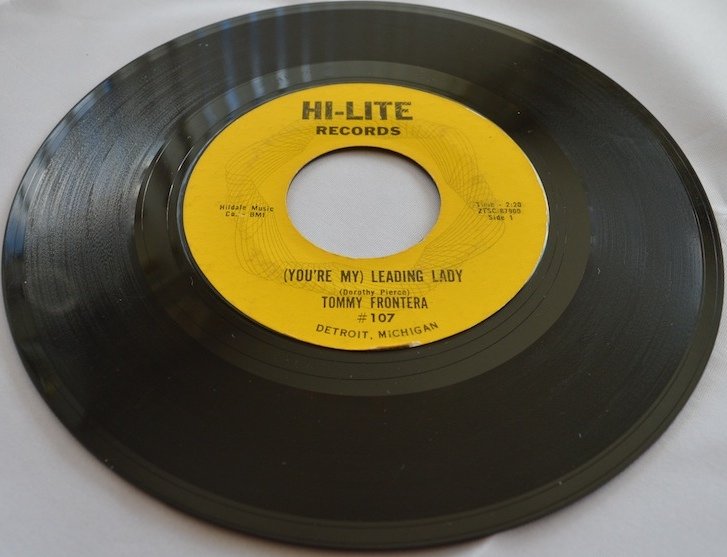 HI-LITE
RECORDS
Hildale Music
Co. - BMI
Time - 2:20
ZTSC-87900
Side 1
(YOU'RE MY) LEADING LADY
(Dorothy Pierce)
TOMMY FRONTERA
#107
DETROIT, MICHIGAN